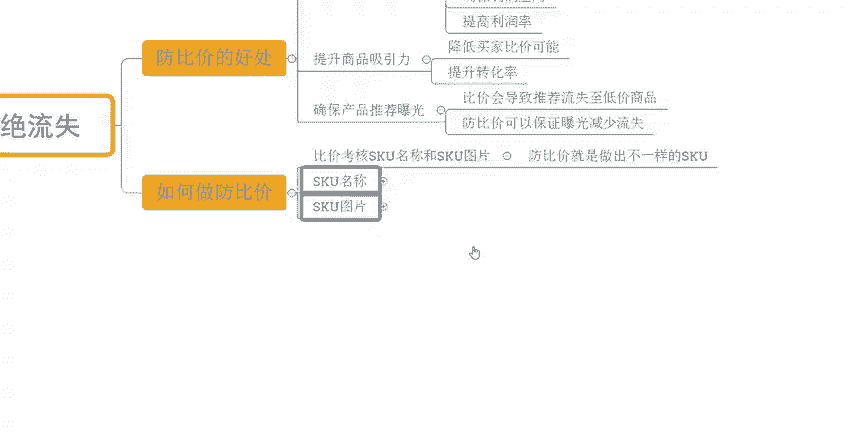 提高利润率
防比价的好处
提升商品吸引力
降低买家比价可能
提升转化率
确保产品推荐曝光
比价会导致推荐流失至低价商品
防比价可以保证曝光减少流失
绝流失
如何做防比价
比价考核SKU名称和SKU图片
防比价就是做出不一样的SKU
SKU名称
SKU图片